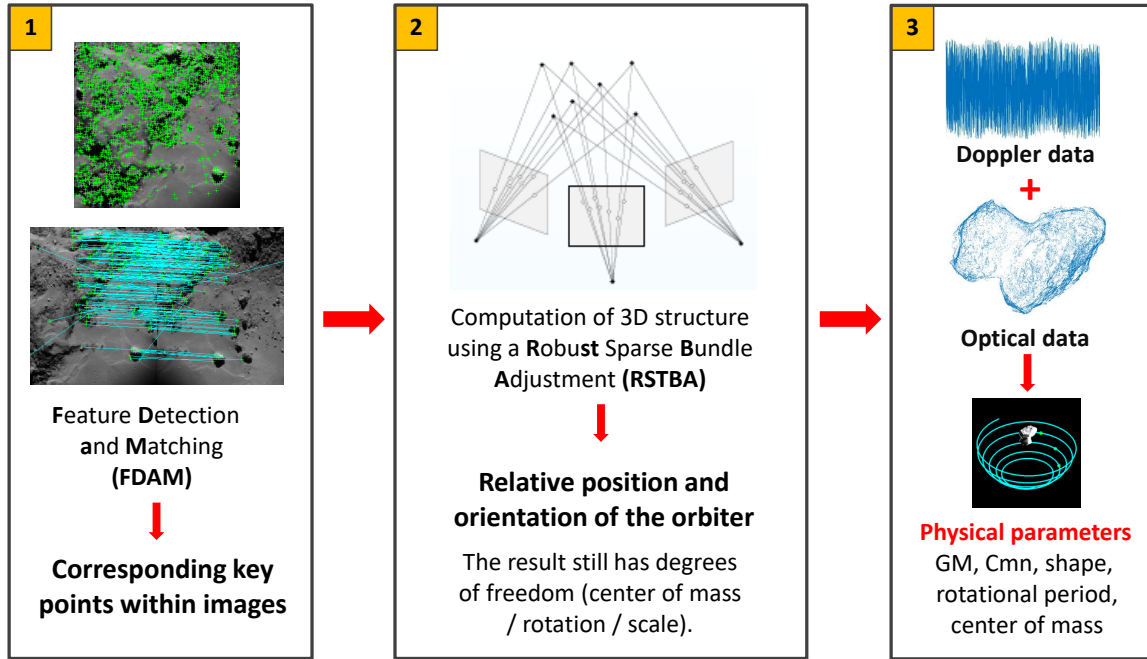 1
Feature Detection
and Matching
(FDAM)
Corresponding key
points within images
2
Computation of 3D structure
using a Robust Sparse Bundle
Adjustment (RSTBA)
Relative position and
orientation of the orbiter
The result still has degrees
of freedom (center of mass
/ rotation / scale).
3
Doppler data
+
Optical data
Physical parameters
GM, Cmn, shape,
rotational period,
center of mass